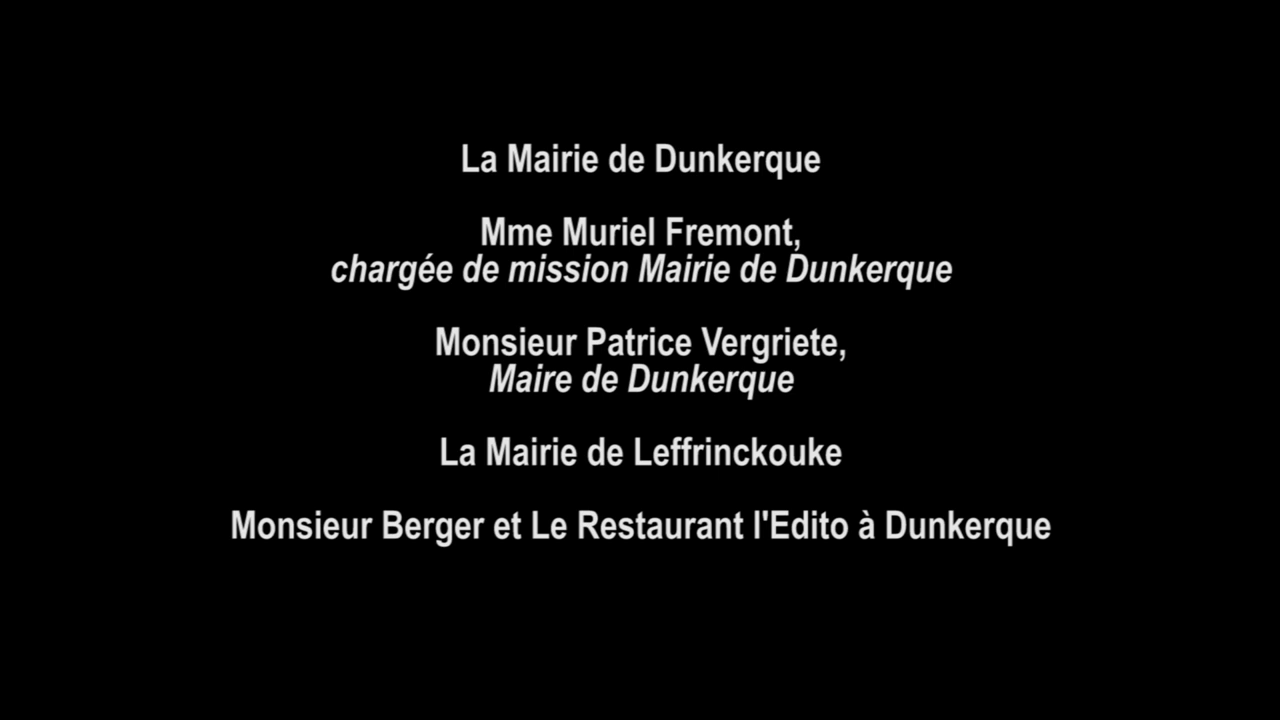 La Mairie de Dunkerque
Mme Muriel Fremont,
chargée de mission Mairie de Dunkerque
Monsieur Patrice Vergriete,
Maire de Dunkerque
La Mairie de Leffrinckouke
Monsieur Berger et Le Restaurant l'Edito à Dunkerque